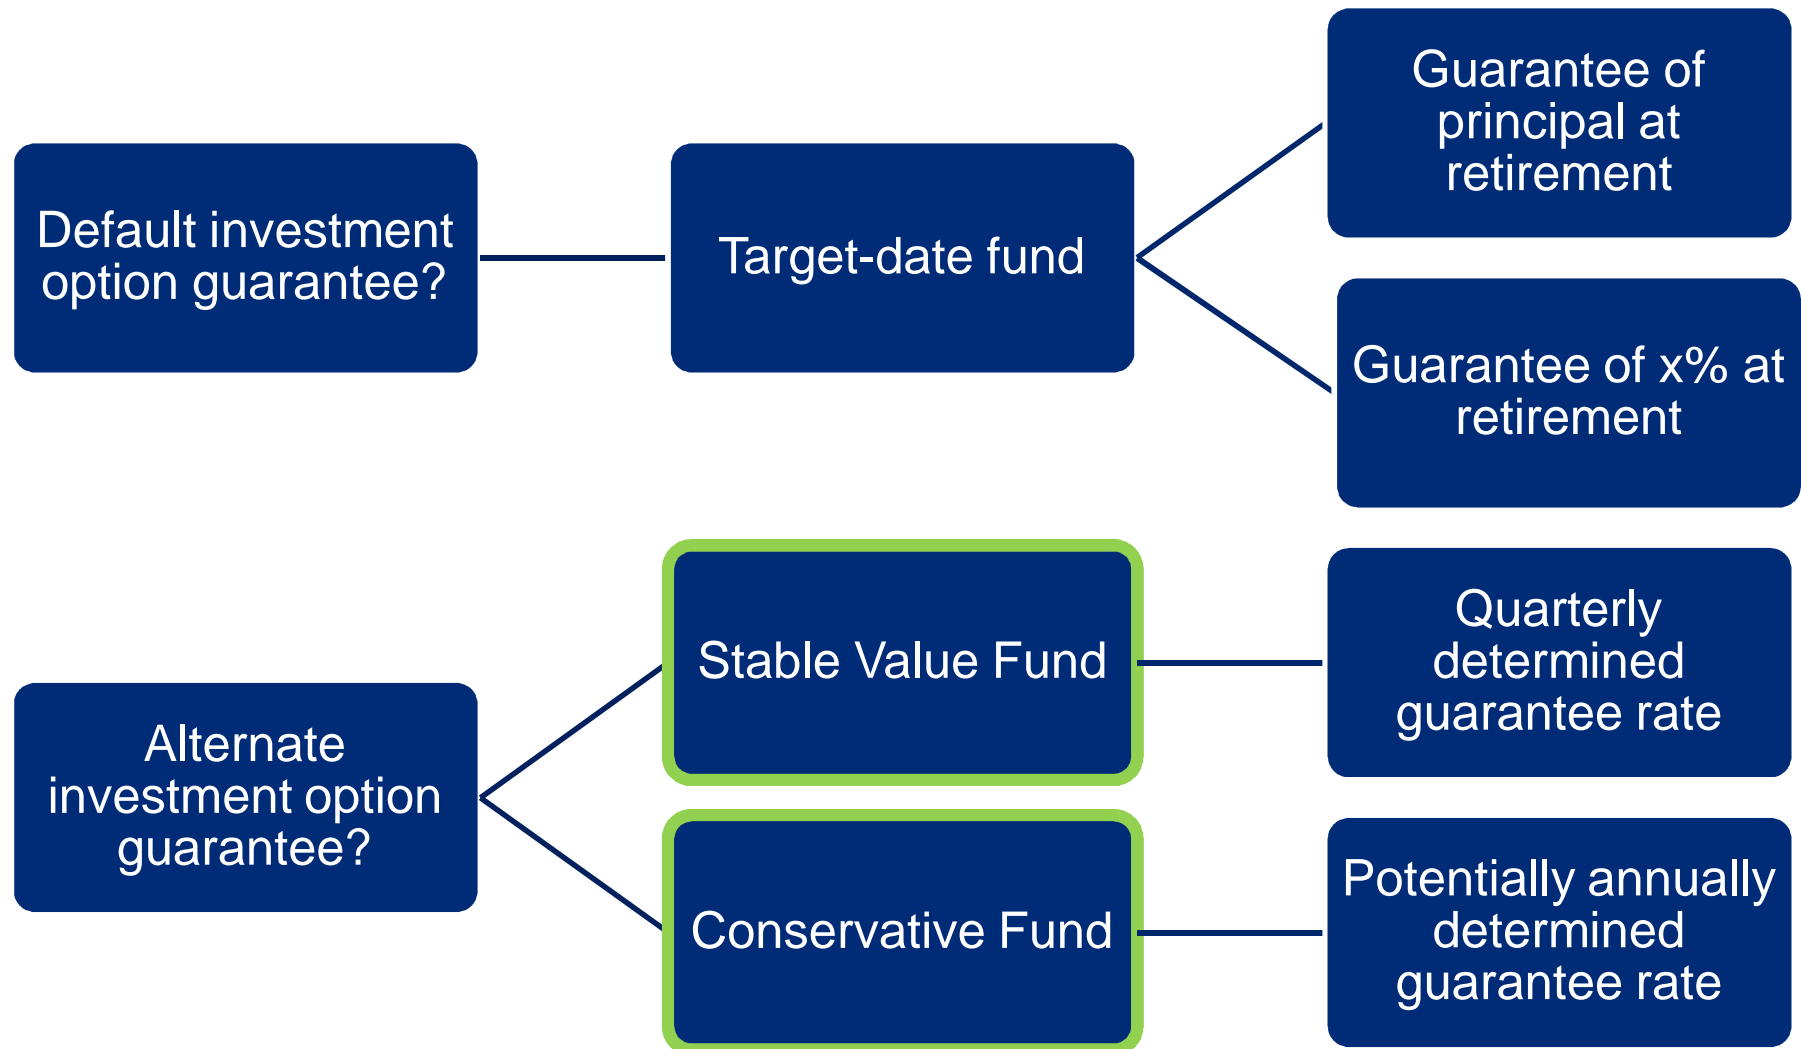 Default investment
option guarantee?
Target-date fund
Guarantee of
principal at
retirement
Guarantee of x% at
retirement
Alternate
investment option
guarantee?
Stable Value Fund
Quarterly
determined
guarantee rate
Conservative Fund
Potentially annually
determined
guarantee rate